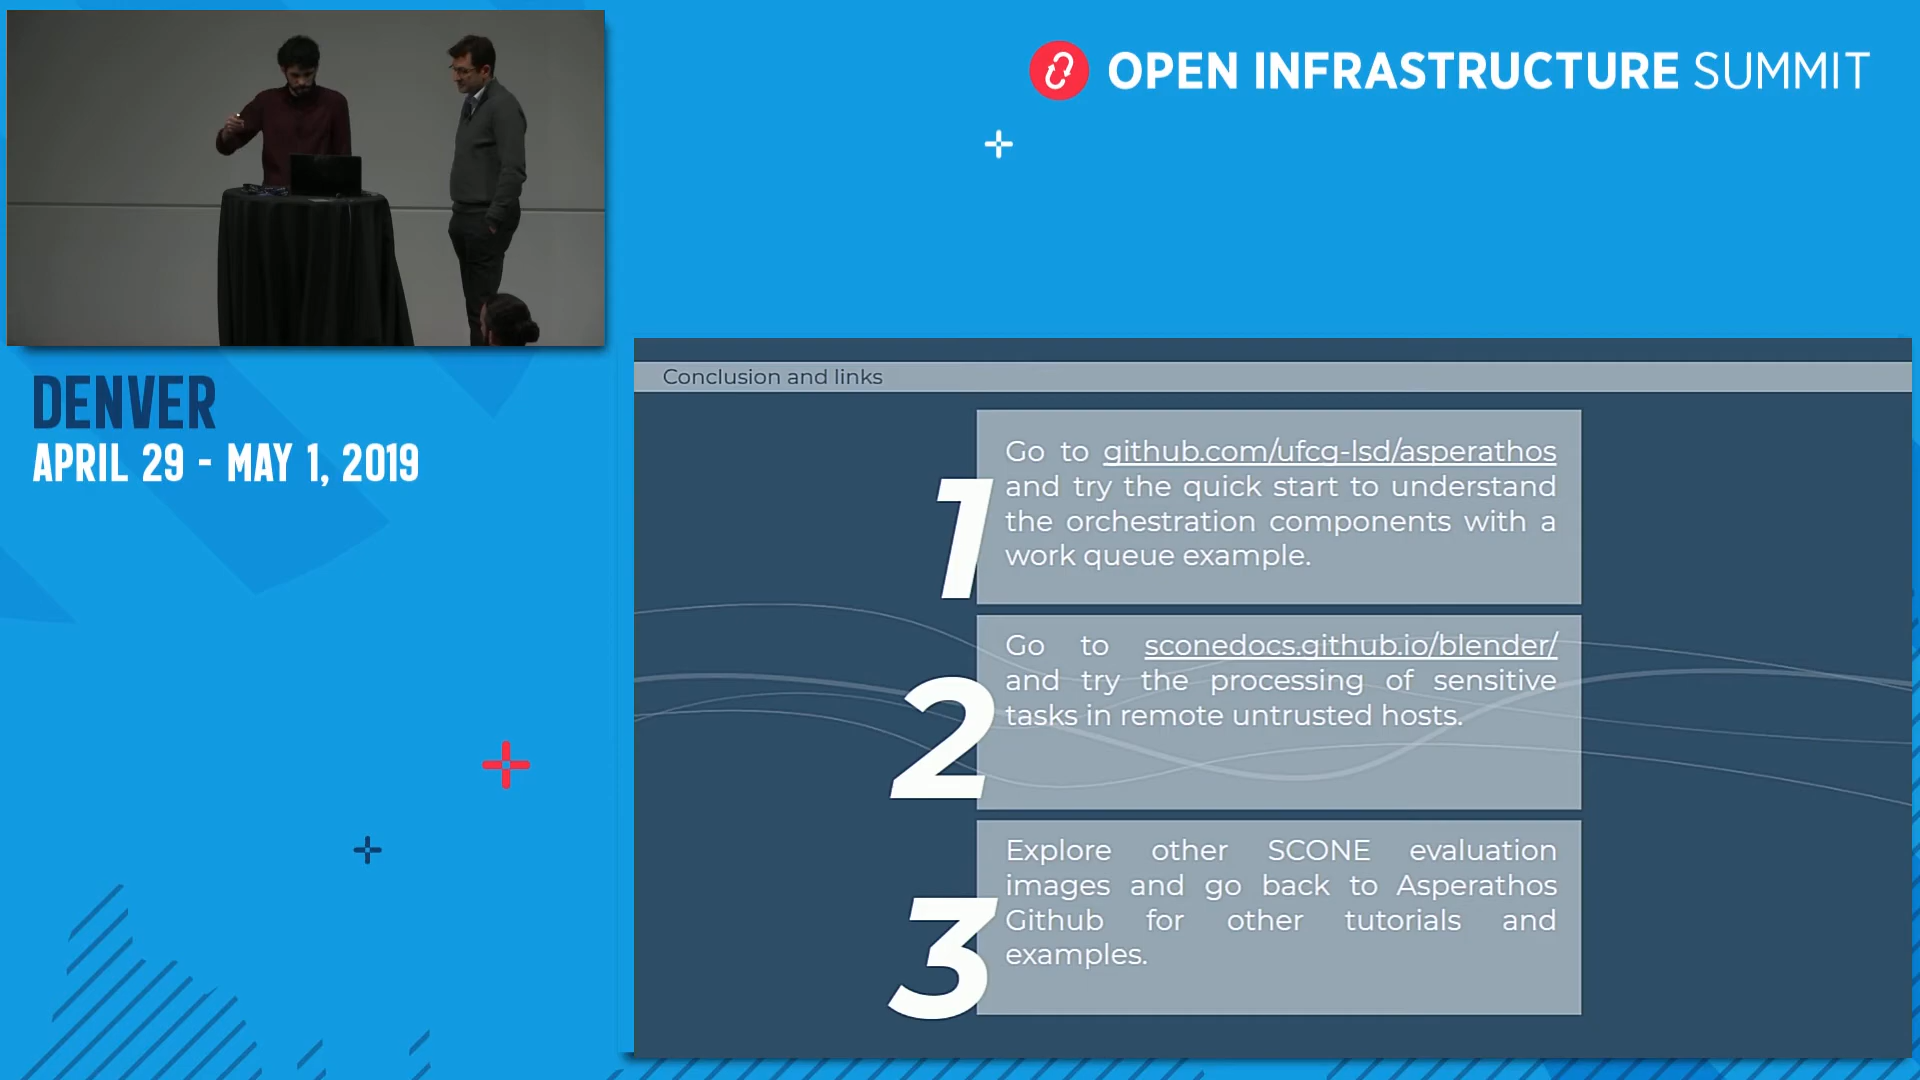 OPEN INFRASTRUCTURE SUMMIT
DENVER
APRIL 29 - MAY 1, 2019
Conclusion and links
1
Go to github.com/ufcg-lsd/asperathos
and try the quick start to understand
the orchestration components with a
work queue example.
2
Go to sconedocs.github.io/blender/
and try the processing of sensitive
tasks in remote untrusted hosts.
3
Explore other SCONE evaluation
images and go back to Asperathos
Github for other tutorials and
examples.